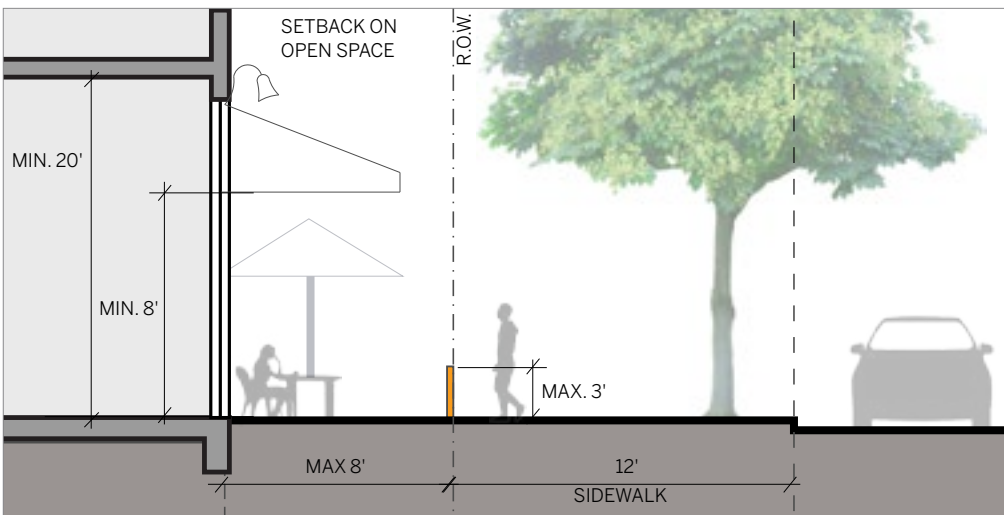 SETBACK ON
OPEN SPACE
R.O.W.
MIN. 20'
MIN. 8'
MAX. 3'
MAX 8'
12'
SIDEWALK